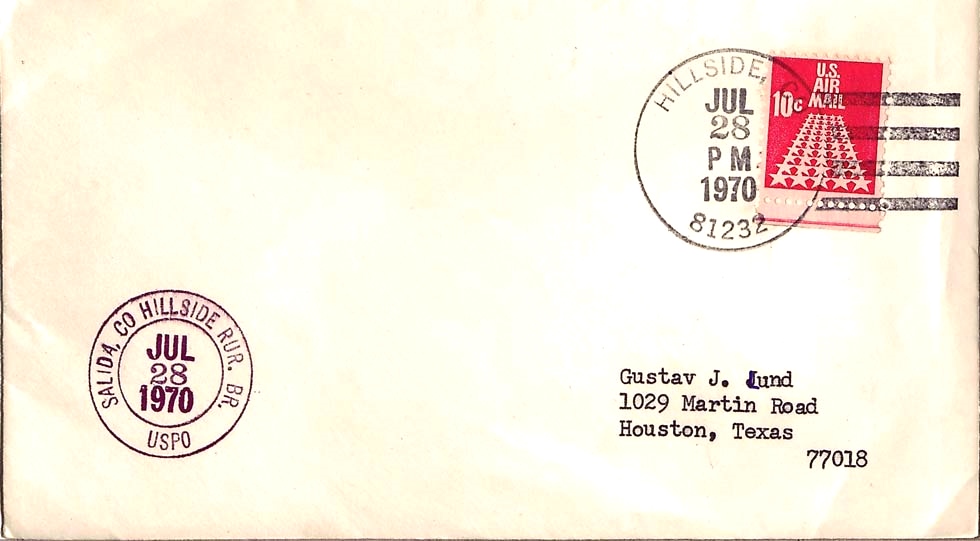 HILLSIDE, CO
JUL
28
P M
1970
81232
U.S.
AIR
MAIL
10c
SALIDA, CO HILLSIDE RUR. BR.
JUL
28
1970
USPO
Gustav J. Lund
1029 Martin Road
Houston, Texas
77018